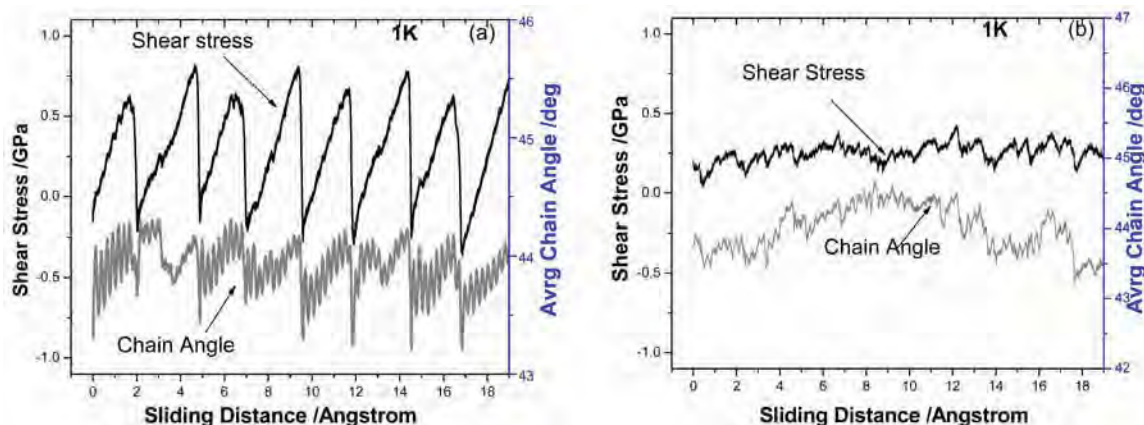 1K (a)
Shear stress
Chain Angle
Shear Stress /GPa
1.0
0.5
0.0
-0.5
-1.0
0 2 4 6 8 10 12 14 16 18
Sliding Distance /Angstrom
46
45
44
43
Avrg Chain Angle /deg
1K (b)
Shear Stress
Chain Angle
Shear Stress /GPa
1.0
0.5
0.0
-0.5
-1.0
0 2 4 6 8 10 12 14 16 18
Sliding Distance /Angstrom
47
46
45
44
43
42
Avrg Chain Angle /deg